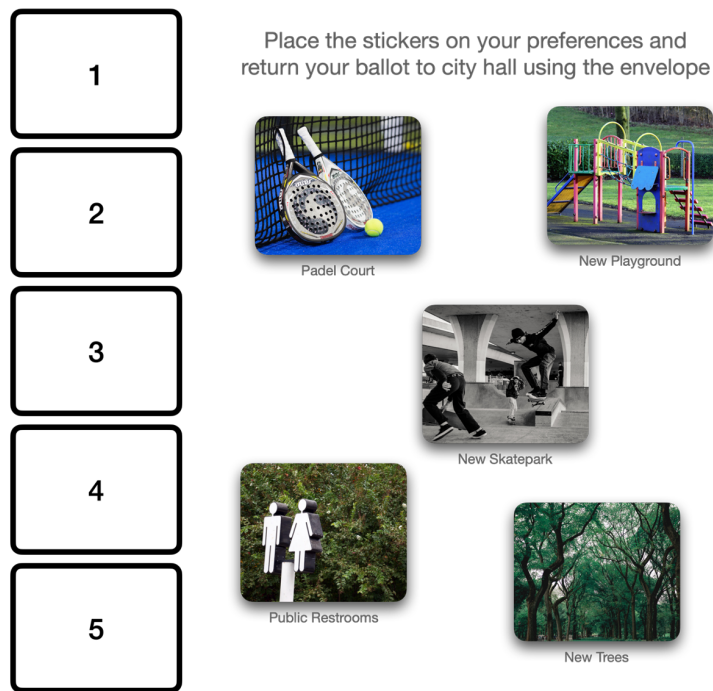 Place the stickers on your preferences and
return your ballot to city hall using the envelope
1
2
3
4
5
Padel Court
New Playground
New Skatepark
Public Restrooms
New Trees